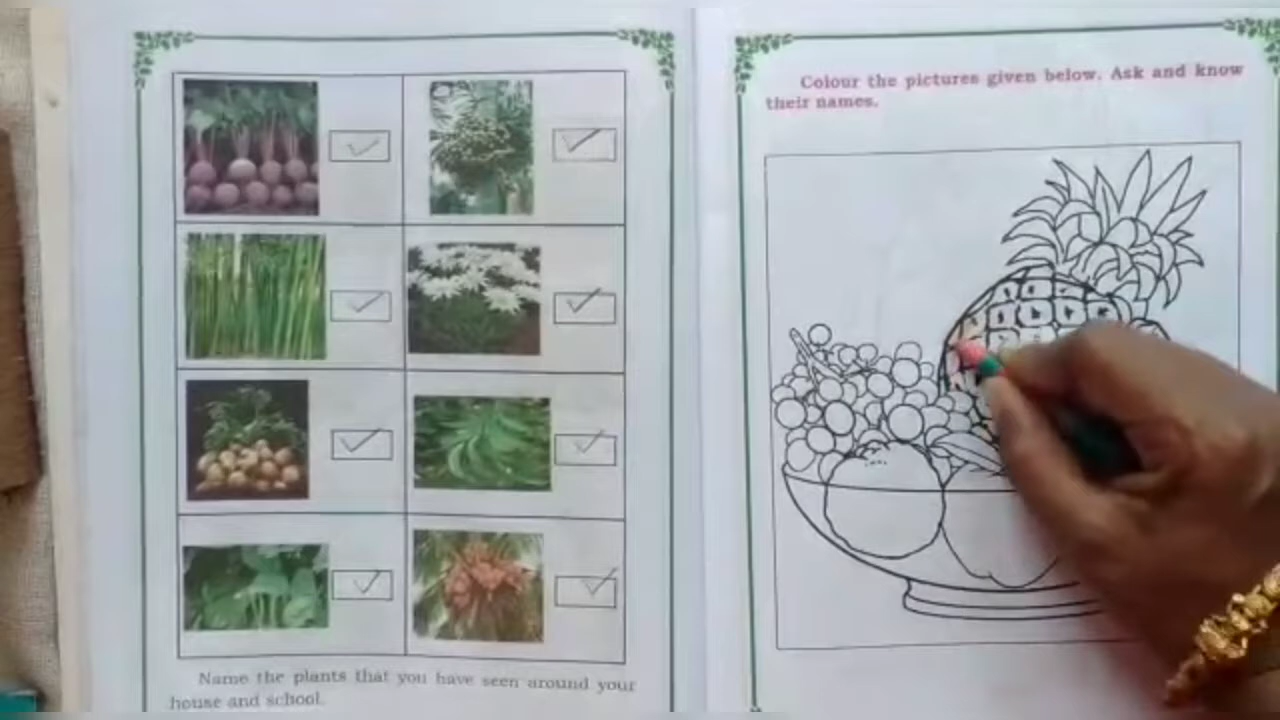 Name the plants that you have seen around your
house and school.
Colour the pictures given below. Ask and know
their names.